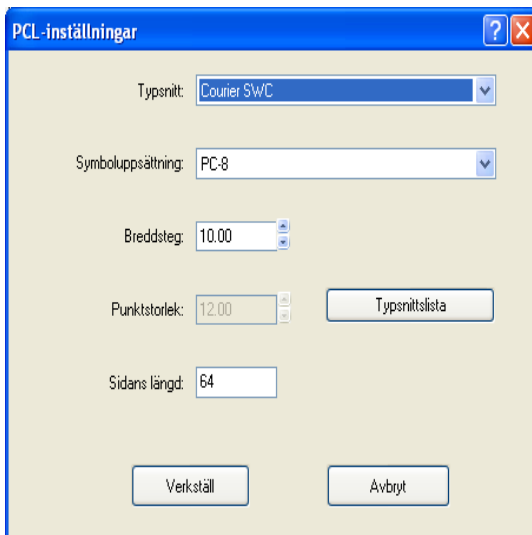 PCL-inställningar
Typsnitt: Courier SWC
Symboluppsättning: PC-8
Breddsteg: 10.00
Punktstorlek: 12.00 Typsnittslista
Sidans längd: 64
Verkställ Avbryt